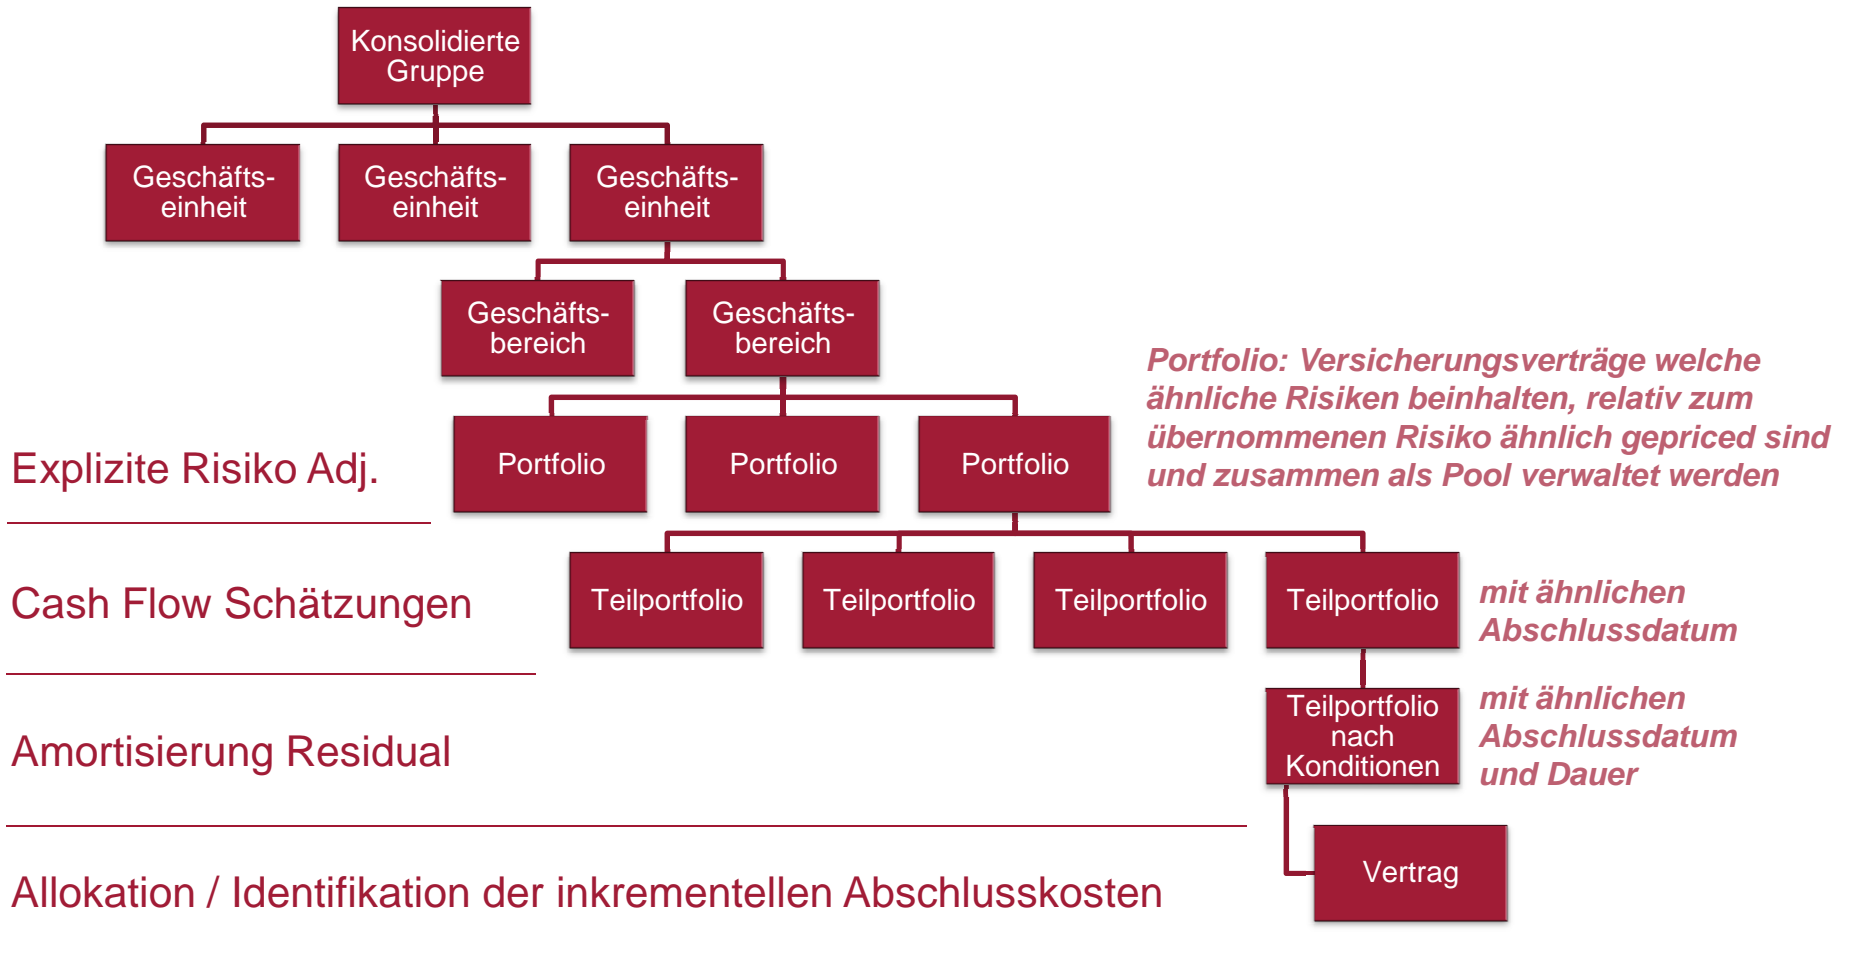 Konsolidierte
Gruppe
Geschäfts-
einheit
Geschäfts-
einheit
Geschäfts-
einheit
Geschäfts-
bereich
Geschäfts-
bereich
Portfolio: Versicherungsverträge welche
ähnliche Risiken beinhalten, relativ zum
übernommenen Risiko ähnlich gepriced sind
und zusammen als Pool verwaltet werden
Explizite Risiko Adj.
Portfolio
Portfolio
Portfolio
Cash Flow Schätzungen
Teilportfolio
Teilportfolio
Teilportfolio
Teilportfolio
mit ähnlichen
Abschlussdatum
Amortisierung Residual
Teilportfolio
nach
Konditionen
mit ähnlichen
Abschlussdatum
und Dauer
Allokation / Identifikation der inkrementellen Abschlusskosten
Vertrag